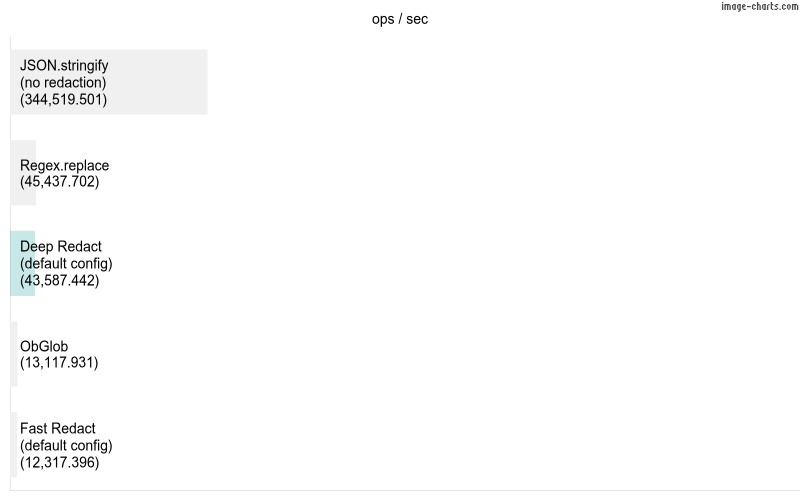 image-charts.com
ops / sec
JSON.stringify
(no redaction)
(344,519.501)
Regex.replace
(45,437.702)
Deep Redact
(default config)
(43,587.442)
ObGlob
(13,117.931)
Fast Redact
(default config)
(12,317.396)